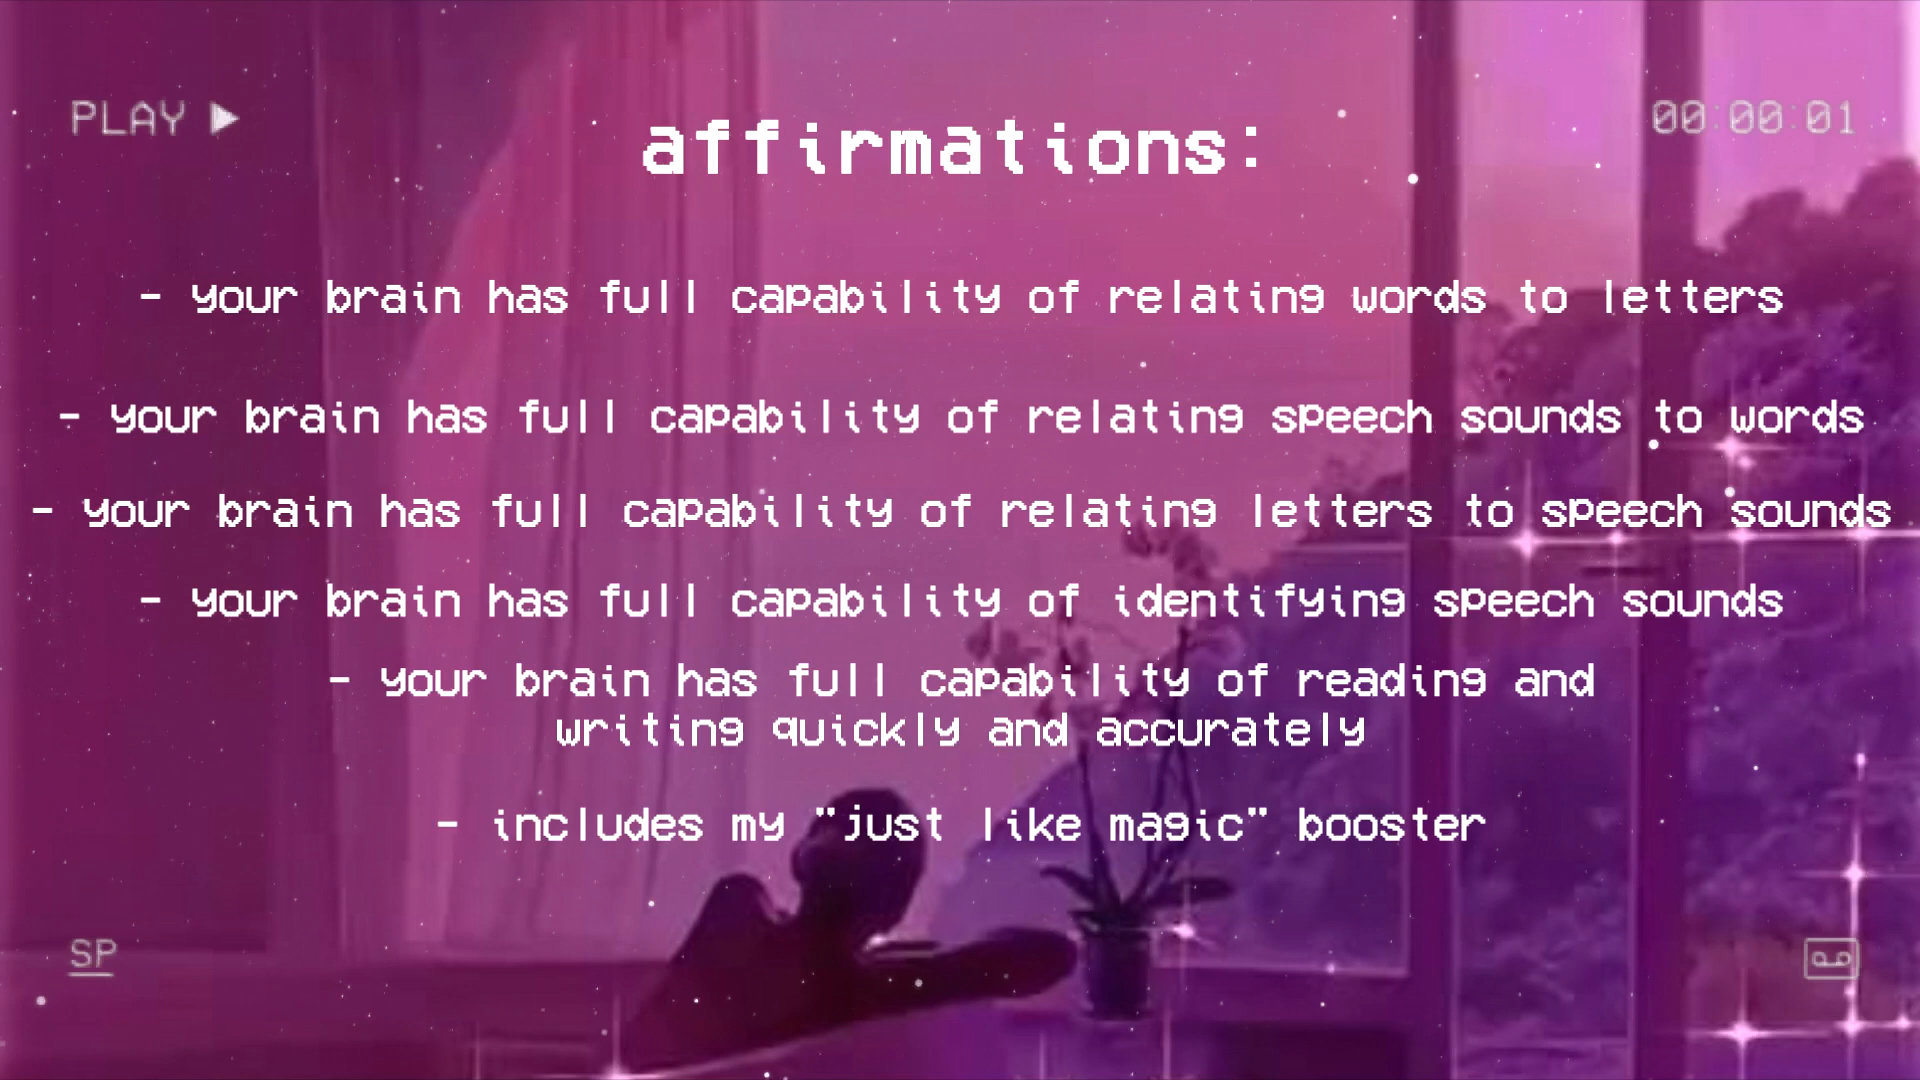 PLAY ▶
00:00:01
affirmations:
- your brain has full capability of relating words to letters
- your brain has full capability of relating speech sounds to words
- your brain has full capability of relating letters to speech sounds
- your brain has full capability of identifying speech sounds
- your brain has full capability of reading and
writing quickly and accurately
- includes my "just like magic" booster
SP